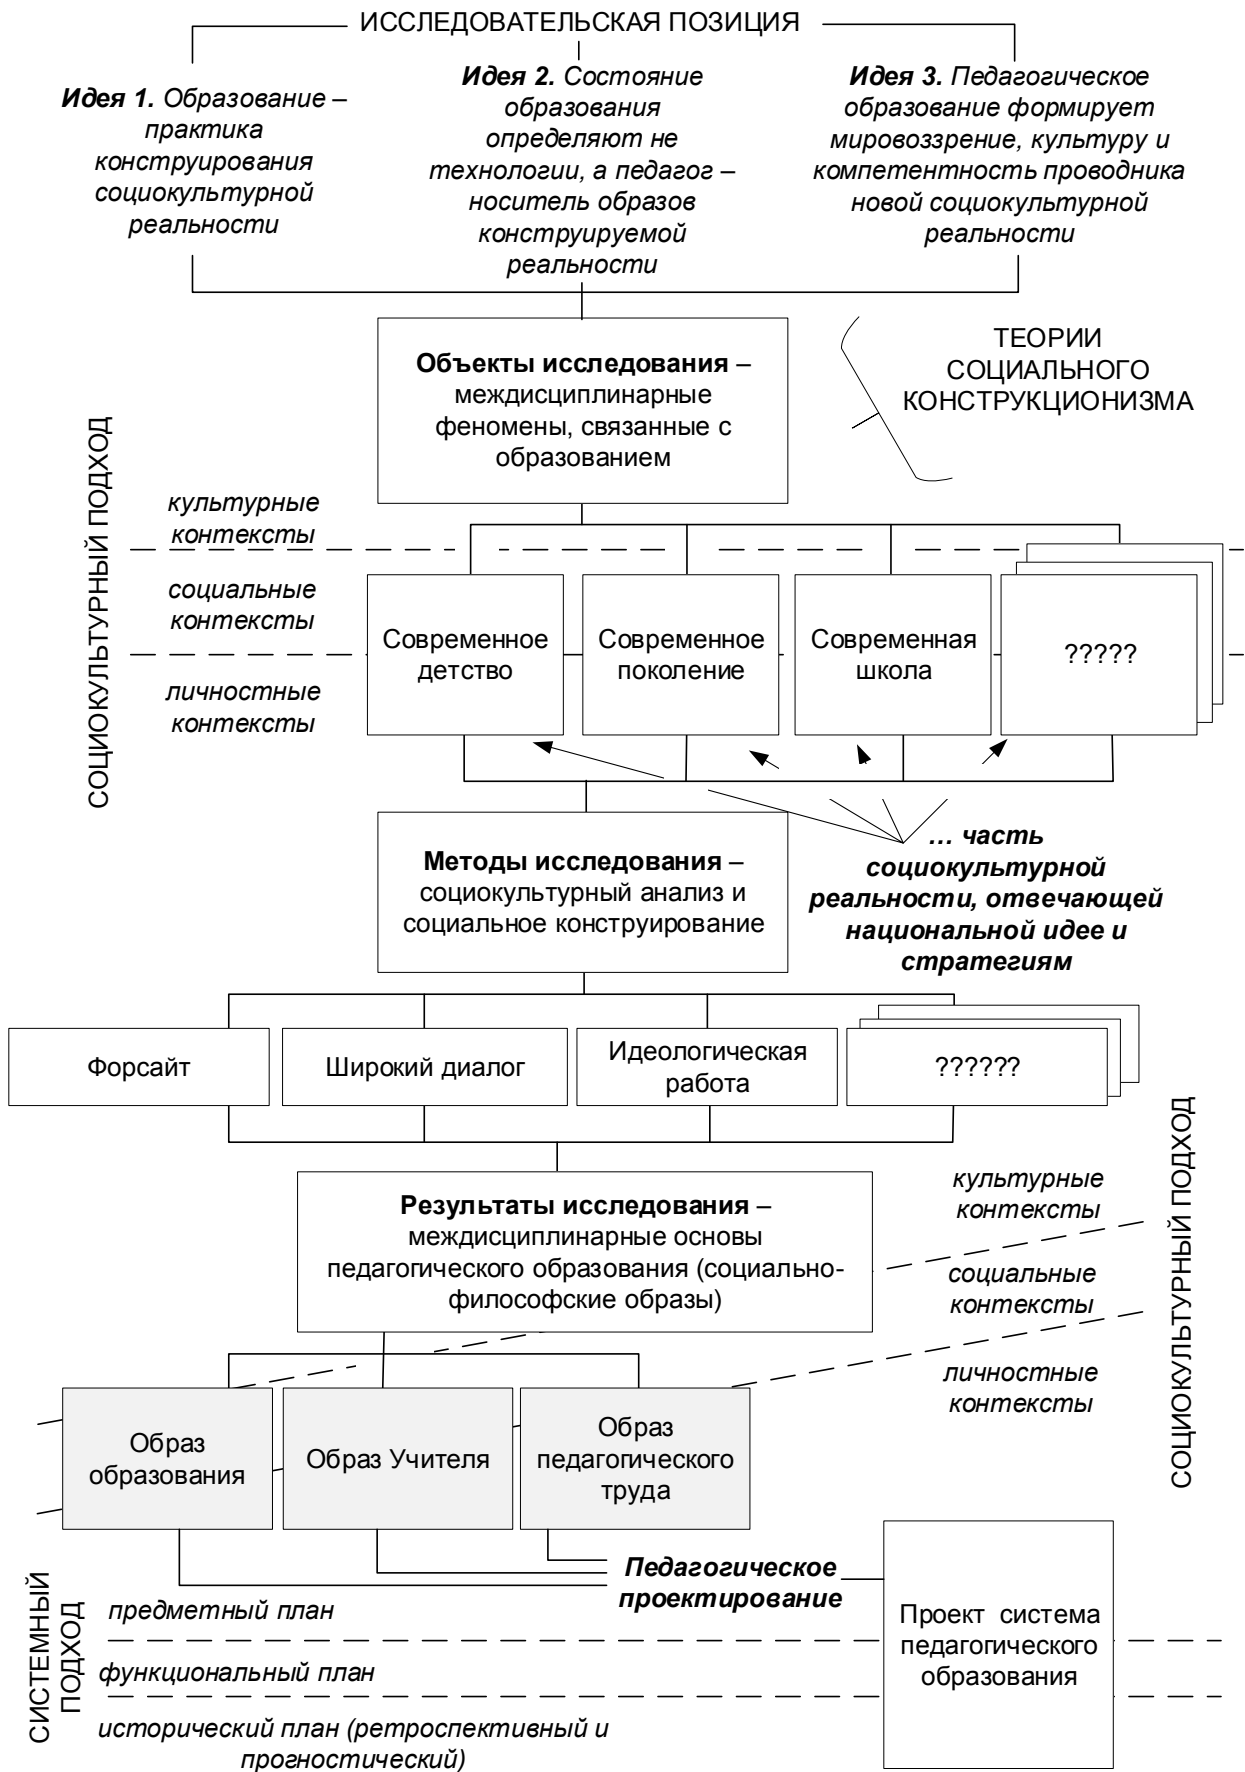 ИССЛЕДОВАТЕЛЬСКАЯ ПОЗИЦИЯ
Идея 1. Образование –
практика
конструирования
социокультурной
реальности
Идея 2. Состояние
образования
определяют не
технологии, а педагог –
носитель образов
конструируемой
реальности
Идея 3. Педагогическое
образование формирует
мировоззрение, культуру и
компетентность проводника
новой социокультурной
реальности
Объекты исследования –
междисциплинарные
феномены, связанные с
образованием
ТЕОРИИ
СОЦИАЛЬНОГО
КОНСТРУКЦИОНИЗМА
СОЦИОКУЛЬТУРНЫЙ ПОДХОД
культурные
контексты
социальные
контексты
личностные
контексты
Современное
детство
Современное
поколение
Современная
школа
?????
Методы исследования –
социокультурный анализ и
социальное конструирование
... часть
социокультурной
реальности, отвечающей
национальной идее и
стратегиям
Форсайт
Широкий диалог
Идеологическая
работа
??????
Результаты исследования –
междисциплинарные основы
педагогического образования (социально-
философские образы)
культурные
контексты
социальные
контексты
личностные
контексты
СОЦИОКУЛЬТУРНЫЙ ПОДХОД
Образ
образования
Образ Учителя
Образ
педагогического
труда
Педагогическое
проектирование
Проект система
педагогического
образования
СИСТЕМНЫЙ
ПОДХОД
предметный план
функциональный план
исторический план (ретроспективный и
прогностический)